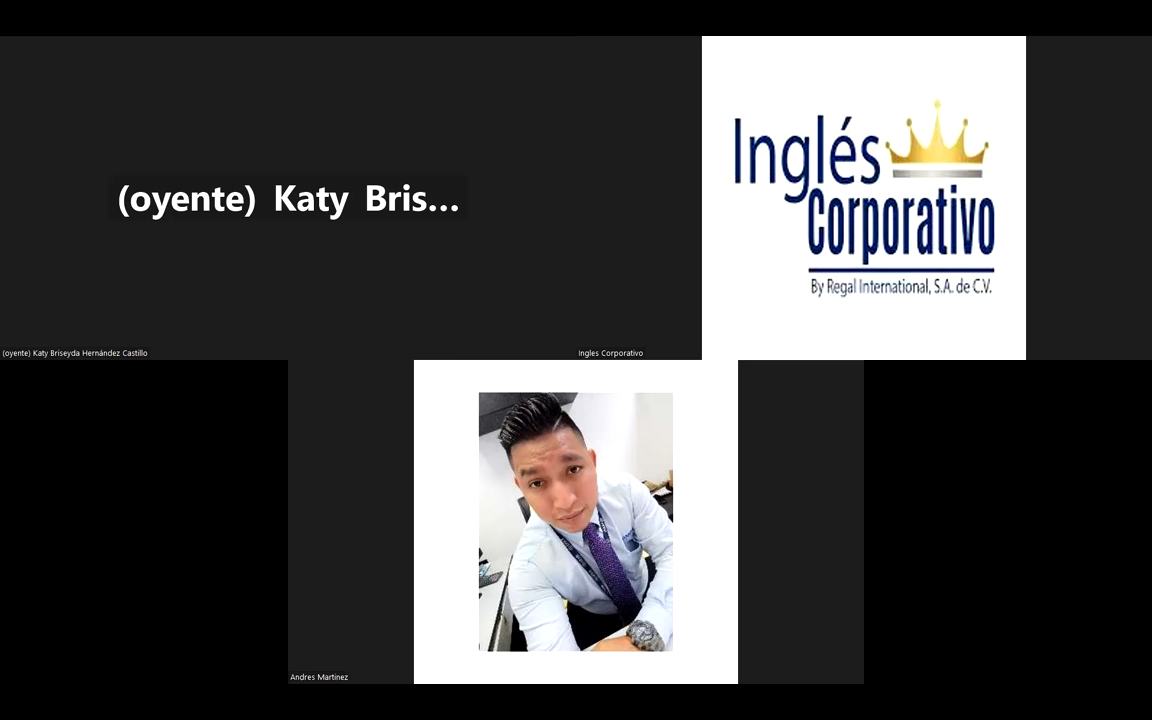 (oyente) Katy Bris...
Inglés
Corporativo
By Regal International, S.A. de C.V.
(oyente) Katy Briseyda Hernández Castillo
Ingles Corporativo
Andres Martinez